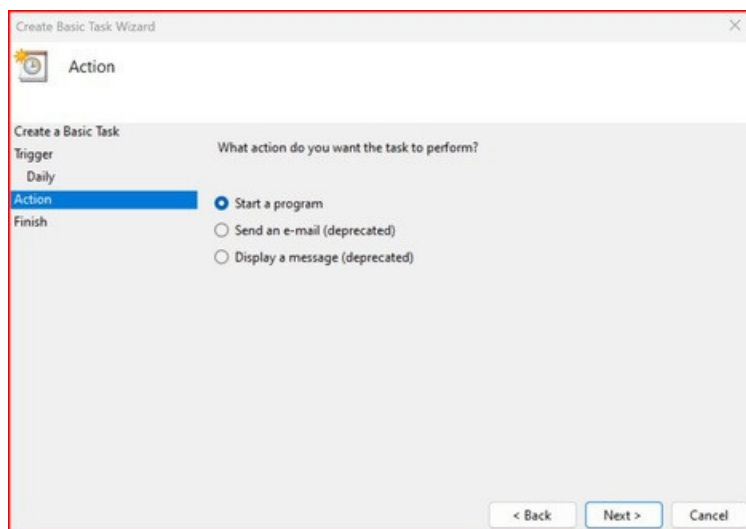 Create Basic Task Wizard
Action
Create a Basic Task
Trigger
Daily
Action
Finish
What action do you want the task to perform?
Start a program
Send an e-mail (deprecated)
Display a message (deprecated)
< Back
Next >
Cancel